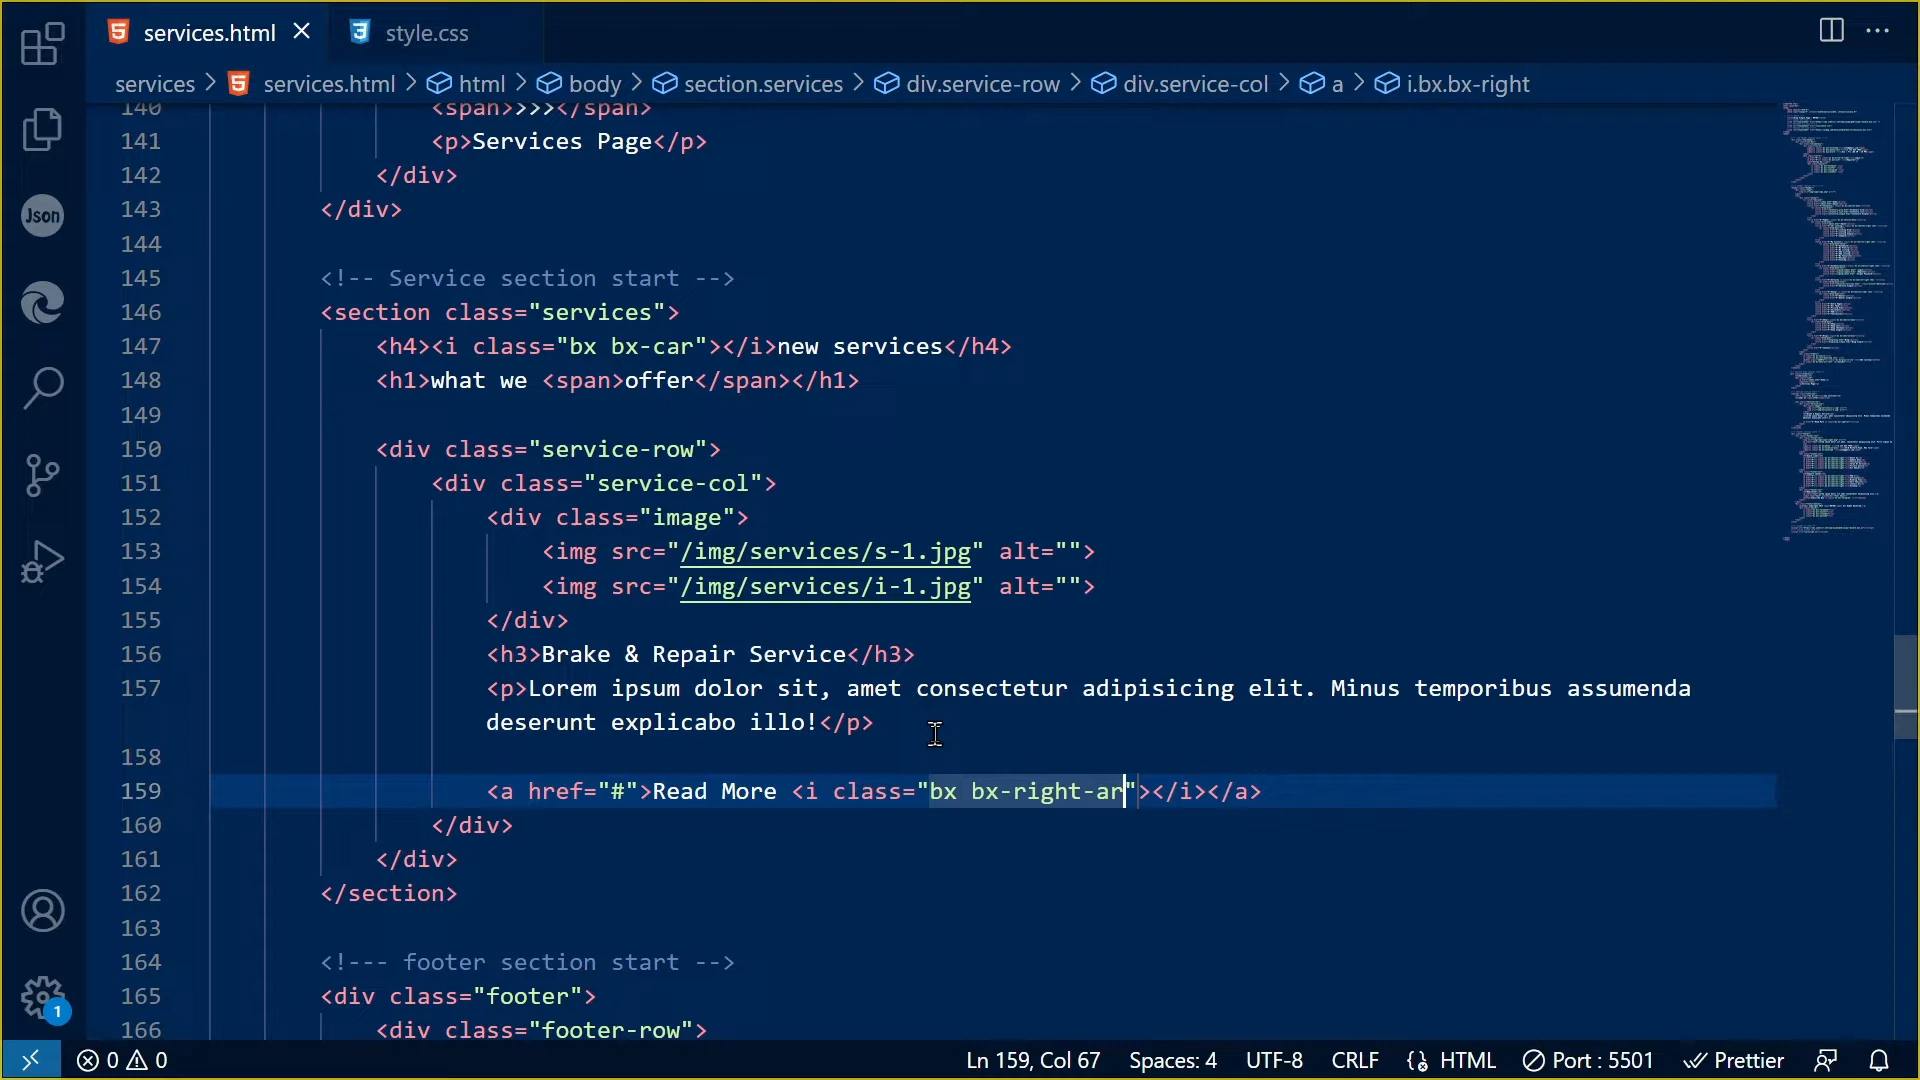 services.html
style.css
services > services.html > html > body > section.services > div.service-row > div.service-col > a > i.bx.bx-right
140 <span>>>></span>
141 <p>Services Page</p>
142 </div>
143 </div>
144
145 <!-- Service section start -->
146 <section class="services">
147 <h4><i class="bx bx-car"></i>new services</h4>
148 <h1>what we <span>offer</span></h1>
149
150 <div class="service-row">
151 <div class="service-col">
152 <div class="image">
153 <img src="/img/services/s-1.jpg" alt="">
154 <img src="/img/services/i-1.jpg" alt="">
155 </div>
156 <h3>Brake & Repair Service</h3>
157 <p>Lorem ipsum dolor sit, amet consectetur adipisicing elit. Minus temporibus assumenda
deserunt explicabo illo!</p>
158
159 <a href="#">Read More <i class="bx bx-right-ar"></i></a>
160 </div>
161 </div>
162 </section>
163
164 <!--- footer section start -->
165 <div class="footer">
166 <div class="footer-row">
Json
1
0 0
Ln 159, Col 67 Spaces: 4 UTF-8 CRLF HTML Port : 5501 Prettier